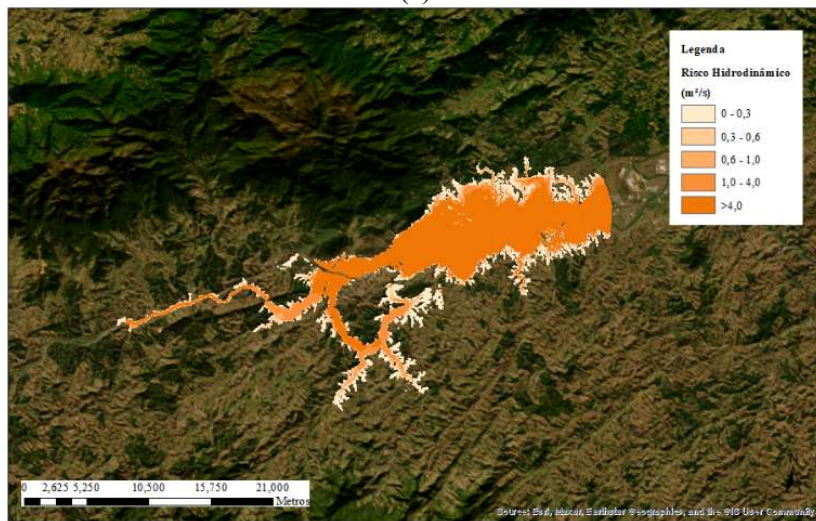 Legenda
Risco Hidrodinâmico
(m²/s)
0 - 0,3
0,3 - 0,6
0,6 - 1,0
1,0 - 4,0
>4,0
0 2,625 5,250 10,500 15,750 21,000
Metros
Source: Esri, Maxar, Earthstar Geographics, and the GIS User Community